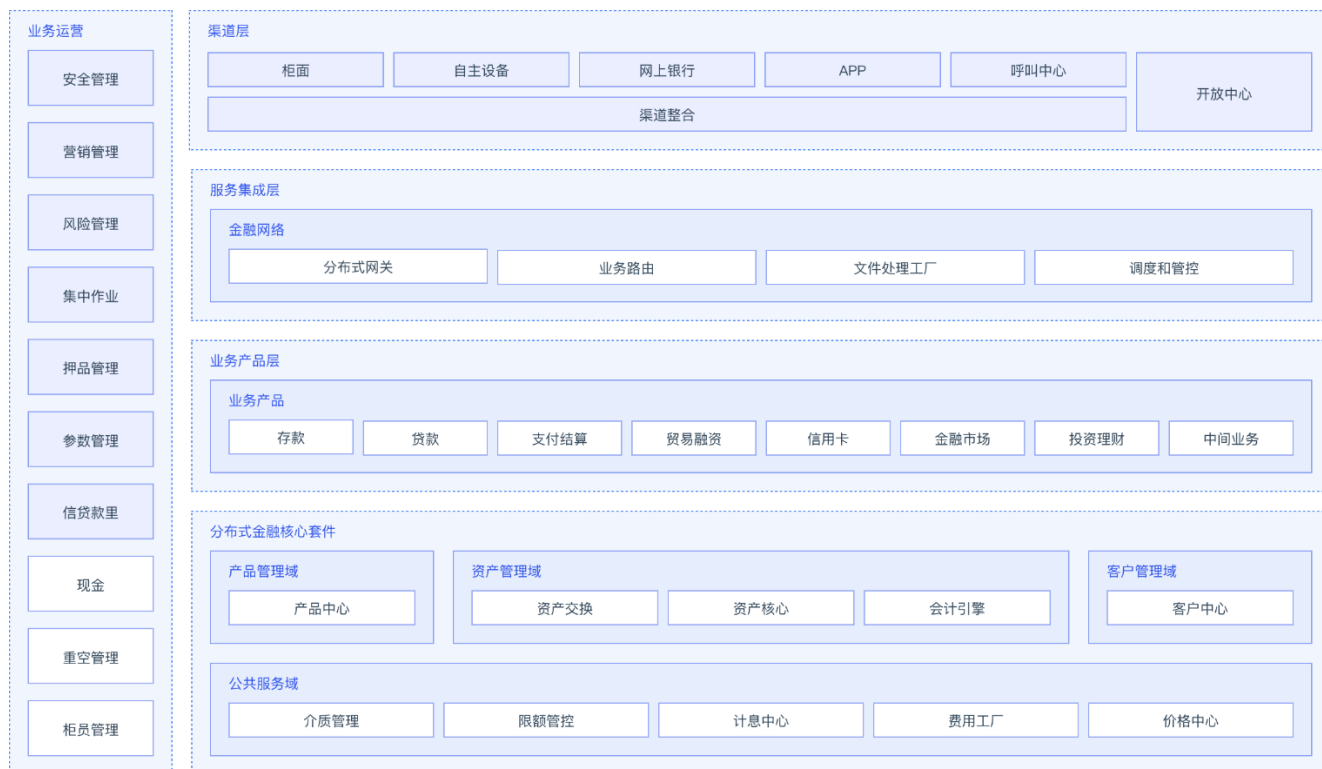 业务运营
安全管理
营销管理
风险管理
集中作业
押品管理
参数管理
信贷款里
现金
重空管理
柜员管理
渠道层
柜面 自主设备 网上银行 APP 呼叫中心
开放中心
渠道整合
服务集成层
金融网络
分布式网关 业务路由 文件处理工厂 调度和管控
业务产品层
业务产品
存款 贷款 支付结算 贸易融资 信用卡 金融市场 投资理财 中间业务
分布式金融核心套件
产品管理域
产品中心
资产管理域
资产交换 资产核心 会计引擎
客户管理域
客户中心
公共服务域
介质管理 限额管控 计息中心 费用工厂 价格中心